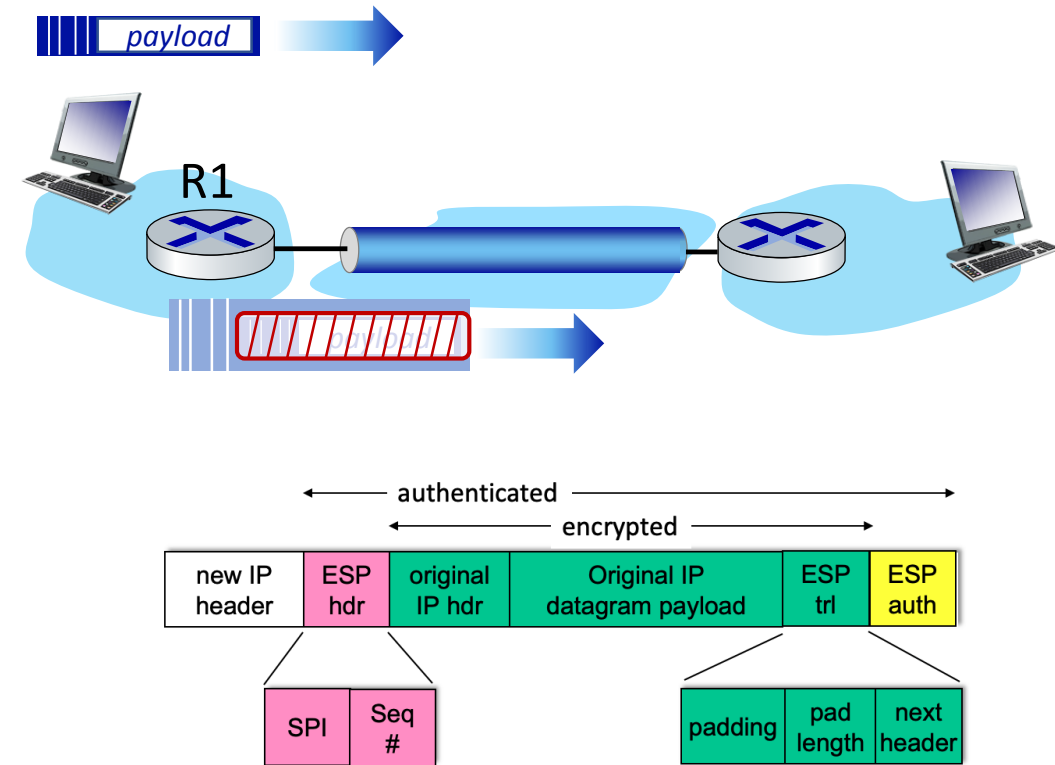 payload
R1
payload
authenticated
encrypted
new IP
header
ESP
hdr
original
IP hdr
Original IP
datagram payload
ESP
trl
ESP
auth
SPI
Seq
#
padding
pad
length
next
header